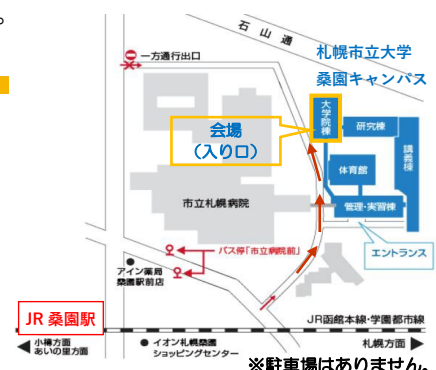 。
石山通
一方通行出口
札幌市立大学
桑園キャンパス
大学院棟
研究棟
講義棟
会場
（入り口）
体育館
市立札幌病院
管理・実習棟
バス停「市立病院前」
エントランス
アイン薬局
桑園駅前店
JR 桑園駅
JR函館本線・学園都市線
小樽方面
あいの里方面
イオン札幌桑園
ショッピングセンター
札幌方面
※駐車場はありません。